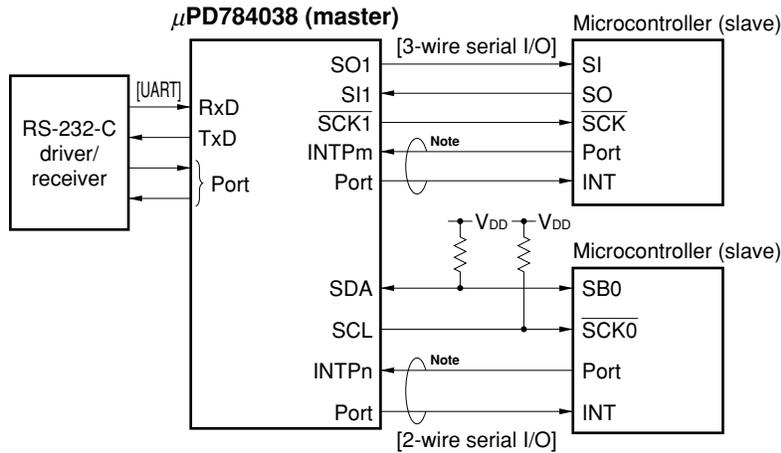 μPD784038 (master)
Microcontroller (slave)
[3-wire serial I/O]
SO1
SI
[UART]
SI1
SO
RxD
SCK1
SCK
RS-232-C
driver/
receiver
TxD
INTPm
Note
Port
Port
Port
INT
VDD
VDD
Microcontroller (slave)
SDA
SB0
SCL
SCK0
INTPn
Note
Port
Port
INT
[2-wire serial I/O]